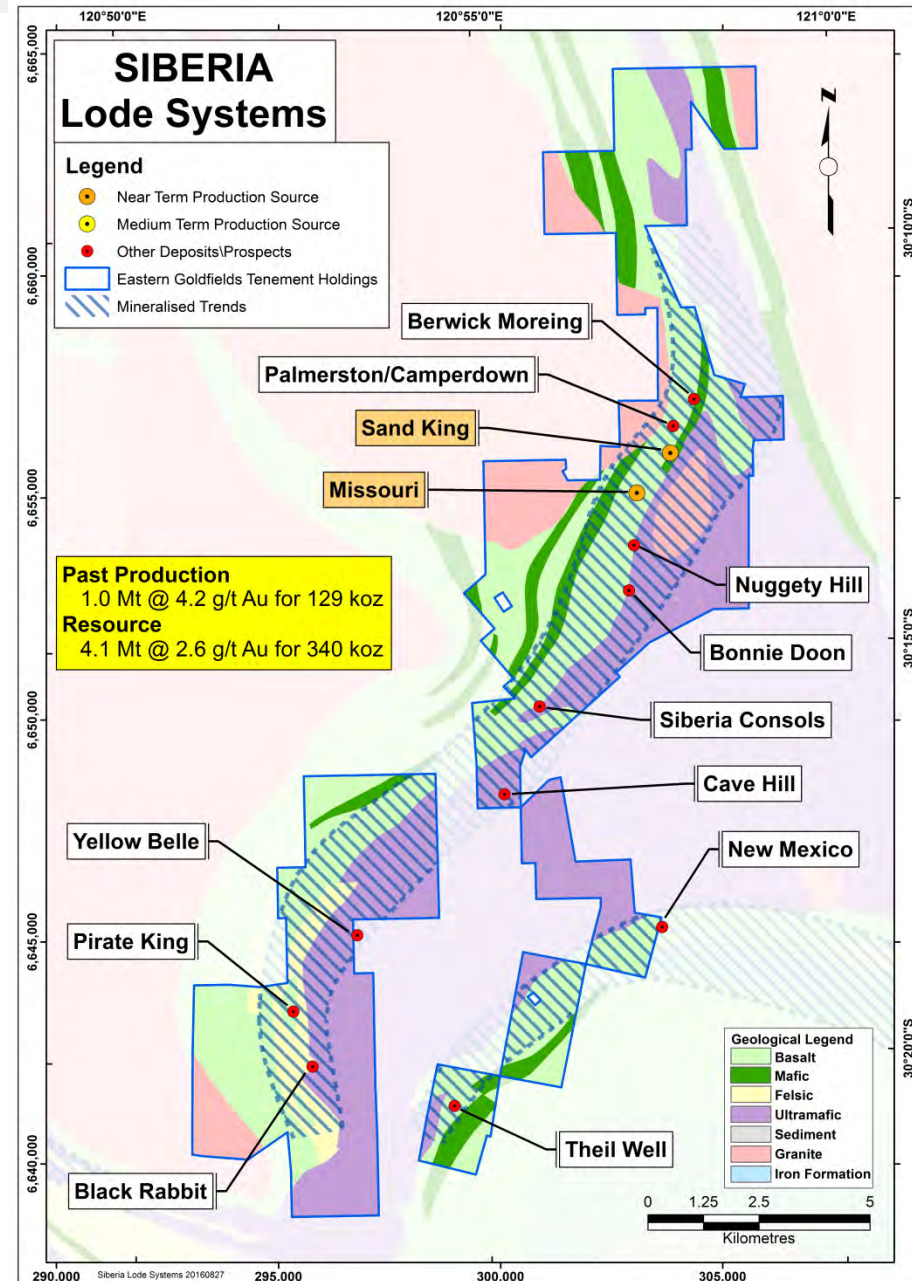 120°50'0"E
120°55'0"E
121°0'0"E
SIBERIA
Lode Systems
Legend
Near Term Production Source
Medium Term Production Source
Other Deposits\Prospects
Eastern Goldfields Tenement Holdings
Mineralised Trends
N
6,665,000
30°10'0"S
6,660,000
Berwick Moreing
Palmerston/Camperdown
Sand King
6,655,000
Missouri
Past Production
1.0 Mt @ 4.2 g/t Au for 129 koz
Resource
4.1 Mt @ 2.6 g/t Au for 340 koz
Nuggety Hill
30°15'0"S
Bonnie Doon
6,650,000
Siberia Consols
Cave Hill
Yellow Belle
New Mexico
Pirate King
6,645,000
30°20'0"S
Geological Legend
Basalt
Mafic
Felsic
Ultramafic
Sediment
Granite
Iron Formation
Theil Well
6,640,000
Black Rabbit
0 1.25 2.5 5
Kilometres
290,000
Siberia Lode Systems 20160827
295,000
300,000
305,000